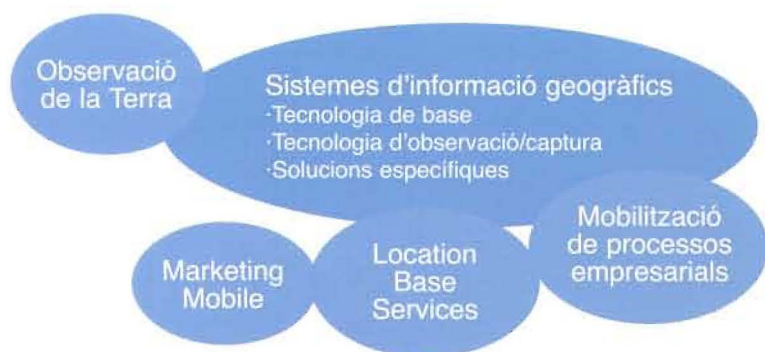 Observació
de la Terra
Sistemes d'informació geogràfics
·Tecnologia de base
·Tecnologia d'observació/captura
·Solucions específiques
Mobilització
de processos
empresarials
Location
Base
Services
Marketing
Mobile